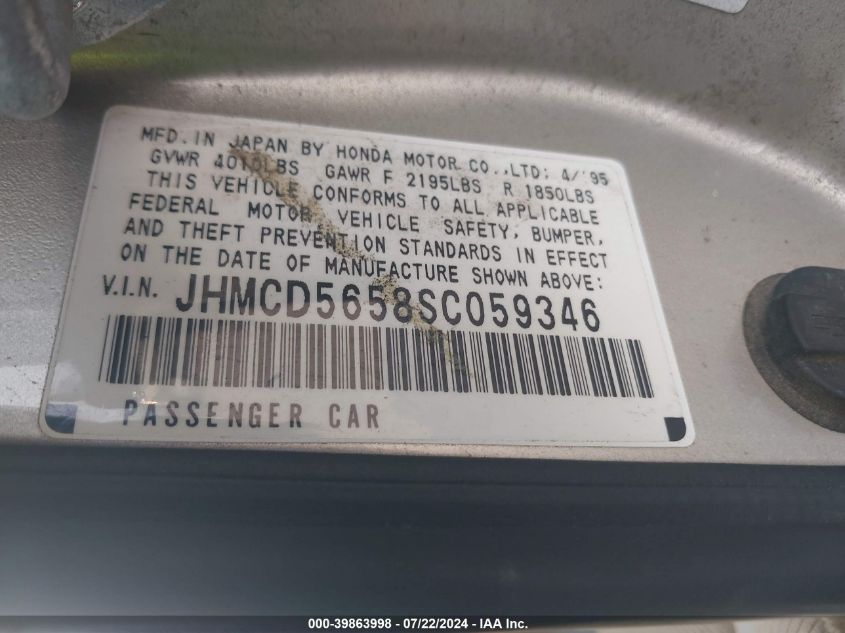 MFD. IN JAPAN BY HONDA MOTOR CO.,LTD: 4/'95
GVWR 4010LBS GAWR F 2195LBS R 1850LBS
THIS VEHICLE CONFORMS TO ALL APPLICABLE
FEDERAL MOTOR VEHICLE SAFETY, BUMPER,
AND THEFT PREVENTION STANDARDS IN EFFECT
ON THE DATE OF MANUFACTURE SHOWN ABOVE:
V.I.N. JHMCD5658SC059346
PASSENGER CAR
000-39863998 - 07/22/2024 - IAA Inc.